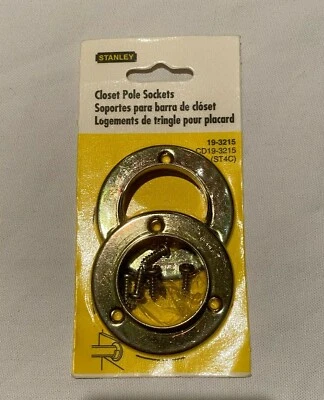 STANLEY
Closet Pole Sockets
Soportes para barra de clóset
Logements de tringle pour placard
19-3215
CD19-3215
(ST4C)